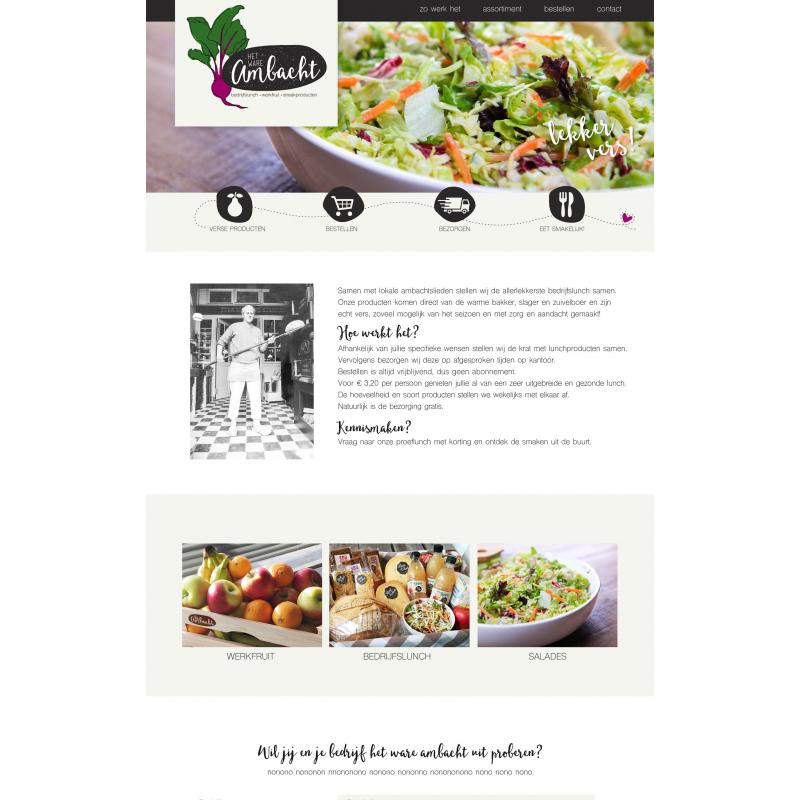 zo werk het assortiment bestellen contact
HET
WARE
Ambacht
bedrijfslunch • werkfruit • streekproducten
lekker
vers!
VERSE PRODUCTEN BESTELLEN BEZORGEN EET SMAKELIJK!
Samen met lokale ambachtslieden stellen wij de allerlekkerste bedrijfslunch samen.
Onze producten komen direct van de warme bakker, slager en zuivelboer en zijn
echt vers, zoveel mogelijk van het seizoen en met zorg en aandacht gemaakt!
Hoe werkt het?
Afhankelijk van jullie specifieke wensen stellen wij de krat met lunchproducten samen.
Vervolgens bezorgen wij deze op afgesproken tijden op kantoor.
Bestellen is altijd vrijblijvend, dus geen abonnement.
Voor € 3,20 per persoon genieten jullie al van een zeer uitgebreide en gezonde lunch.
De hoeveelheid en soort producten stellen we wekelijks met elkaar af.
Natuurlijk is de bezorging gratis.
Kennismaken?
Vraag naar onze proeflunch met korting en ontdek de smaken uit de buurt.
Ambacht
WERKFRUIT BEDRIJFSLUNCH SALADES
Wil jij en je bedrijf het ware ambacht uit proberen?
nonono nononon nnononono nonono nononno nonononono nono nono nono.